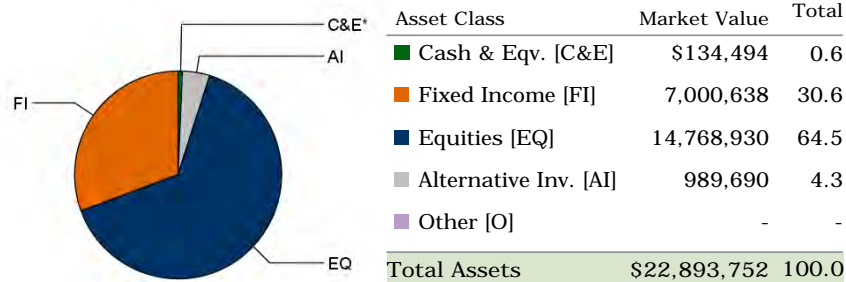 C&E*
AI
FI
EQ
Asset Class Market Value Total
Cash & Eqv. [C&E] $134,494 0.6
Fixed Income [FI] 7,000,638 30.6
Equities [EQ] 14,768,930 64.5
Alternative Inv. [AI] 989,690 4.3
Other [O] - -
Total Assets $22,893,752 100.0